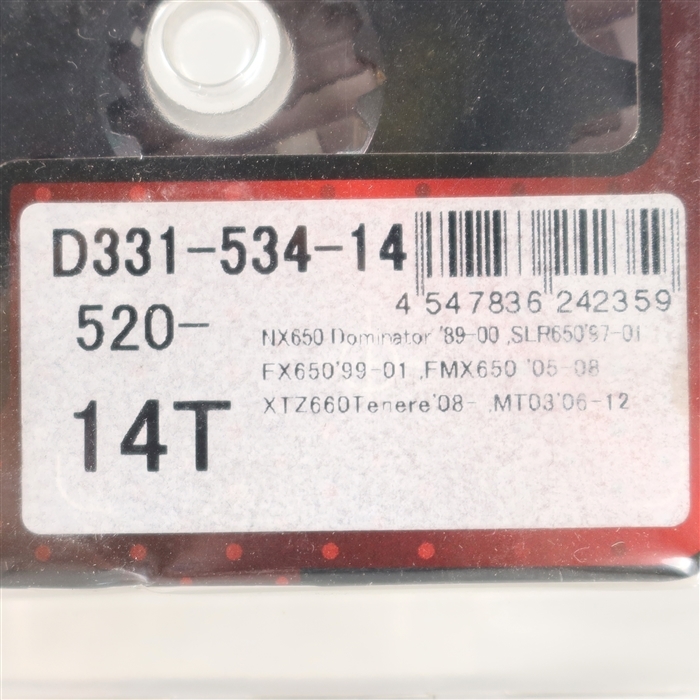 D331-534-14
4 547836 242359
520-
14T
NX650 Dominator '89-00 ,SLR650'97-01
FX650'99-01 ,FMX650 '05-08
XTZ660Tenere'08- ,MT03'06-12